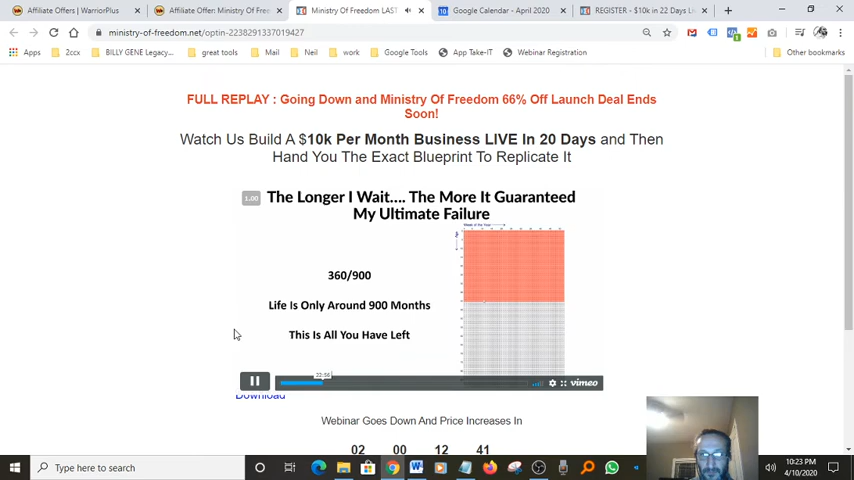 Affiliate Offers | WarriorPlus
Affiliate Offer: Ministry Of Free
Ministry Of Freedom LAST
Google Calendar - April 2020
REGISTER - $10k in 22 Days Li
ministry-of-freedom.net/optin-2238291337019427
Apps
2ccx
BILLY GENE Legacy...
great tools
Mail
Neil
work
Google Tools
App Take-IT
Webinar Registration
Other bookmarks
FULL REPLAY : Going Down and Ministry Of Freedom 66% Off Launch Deal Ends
Soon!
Watch Us Build A $10k Per Month Business LIVE In 20 Days and Then
Hand You The Exact Blueprint To Replicate It
1.00
The Longer I Wait.... The More It Guaranteed
My Ultimate Failure
360/900
Life Is Only Around 900 Months
This Is All You Have Left
22:56
vimeo
Download
Webinar Goes Down And Price Increases In
02 00 12 41
Type here to search
10:23 PM
4/10/2020